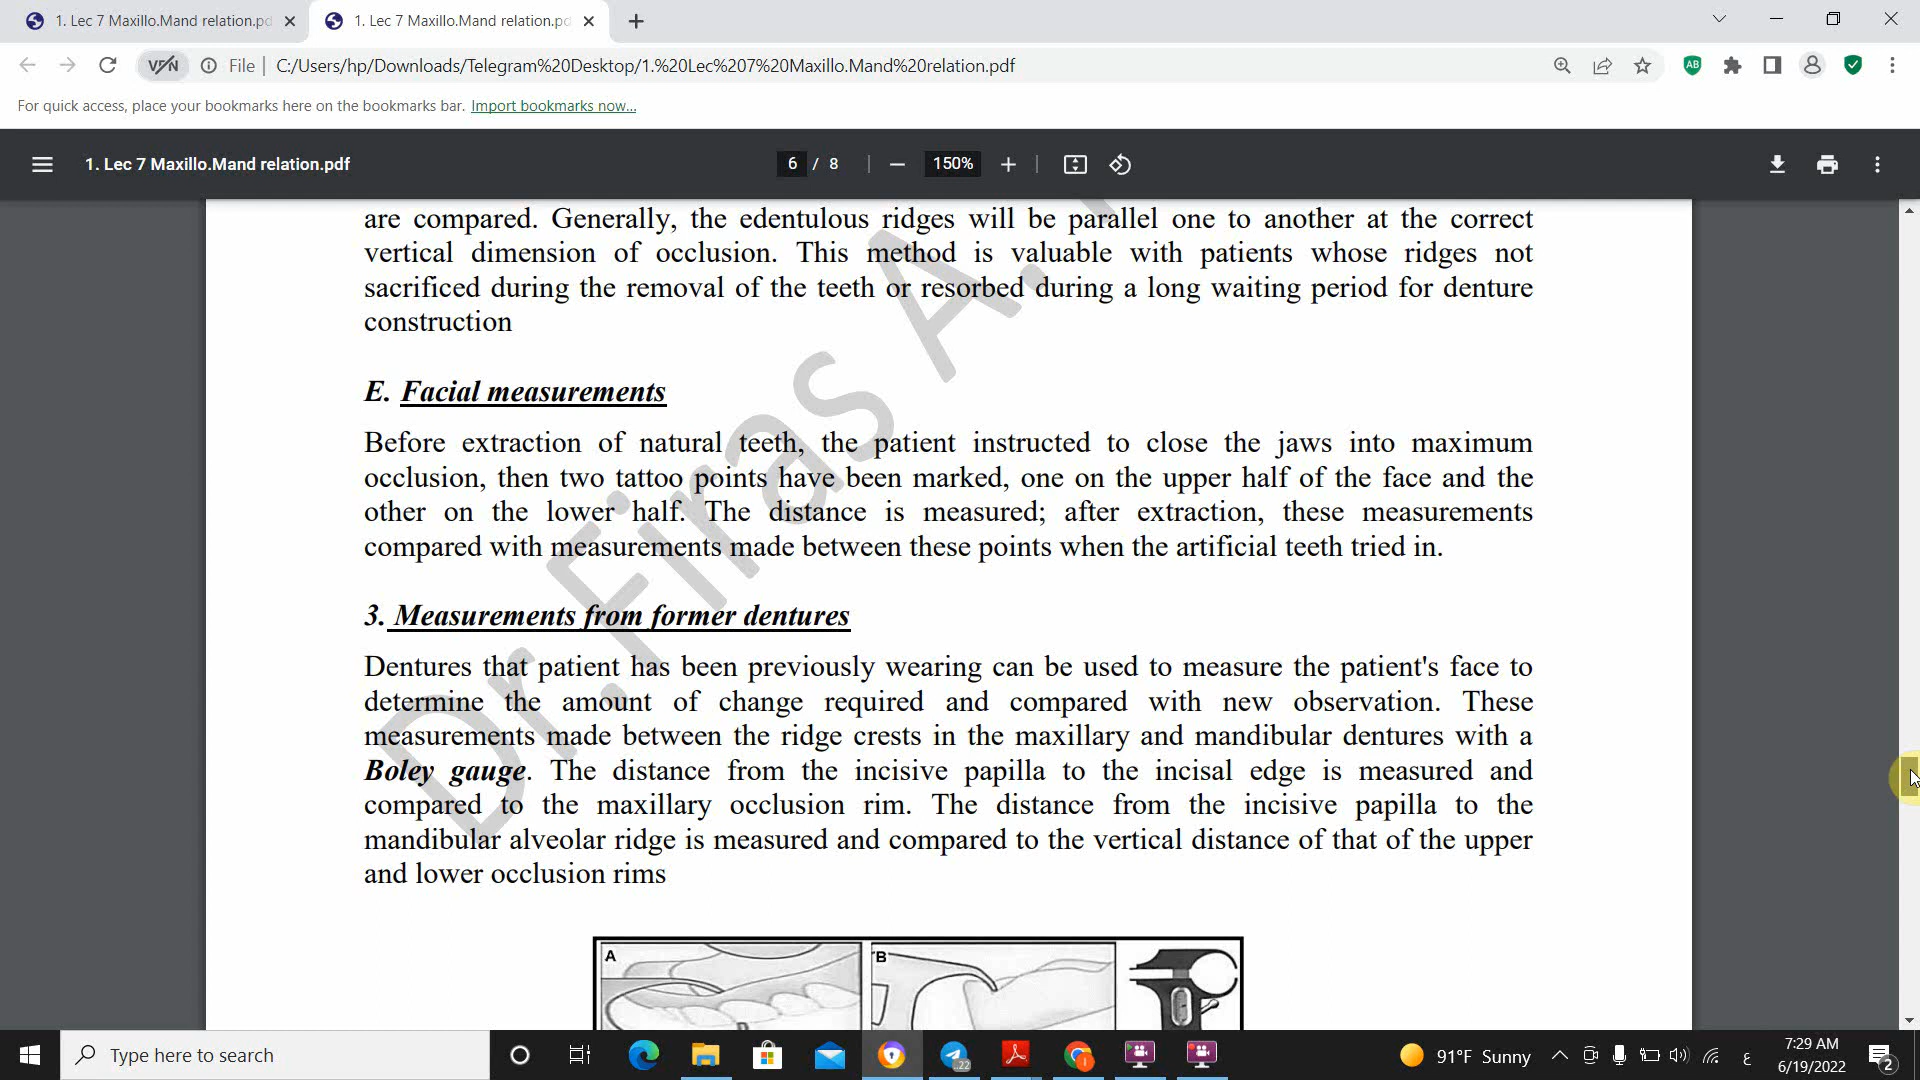 1. Lec 7 Maxillo.Mand relation.pd
1. Lec 7 Maxillo.Mand relation.pd
VPN
File
C:/Users/hp/Downloads/Telegram%20Desktop/1.%20Lec%207%20Maxillo.Mand%20relation.pdf
AB
For quick access, place your bookmarks here on the bookmarks bar. Import bookmarks now...
1. Lec 7 Maxillo.Mand relation.pdf
6 / 8
150%
are compared. Generally, the edentulous ridges will be parallel one to another at the correct
vertical dimension of occlusion. This method is valuable with patients whose ridges not
sacrificed during the removal of the teeth or resorbed during a long waiting period for denture
construction
E. Facial measurements
Before extraction of natural teeth, the patient instructed to close the jaws into maximum
occlusion, then two tattoo points have been marked, one on the upper half of the face and the
other on the lower half. The distance is measured; after extraction, these measurements
compared with measurements made between these points when the artificial teeth tried in.
3. Measurements from former dentures
Dentures that patient has been previously wearing can be used to measure the patient's face to
determine the amount of change required and compared with new observation. These
measurements made between the ridge crests in the maxillary and mandibular dentures with a
Boley gauge. The distance from the incisive papilla to the incisal edge is measured and
compared to the maxillary occlusion rim. The distance from the incisive papilla to the
mandibular alveolar ridge is measured and compared to the vertical distance of that of the upper
and lower occlusion rims
Dr.Firas A.
A
B
Type here to search
22
91°F Sunny
ع
7:29 AM
6/19/2022
2